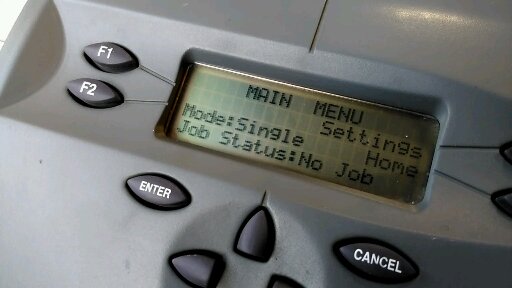 F1
F2
MAIN MENU
Mode:Single Settings
Home
Job Status:No Job
ENTER
CANCEL